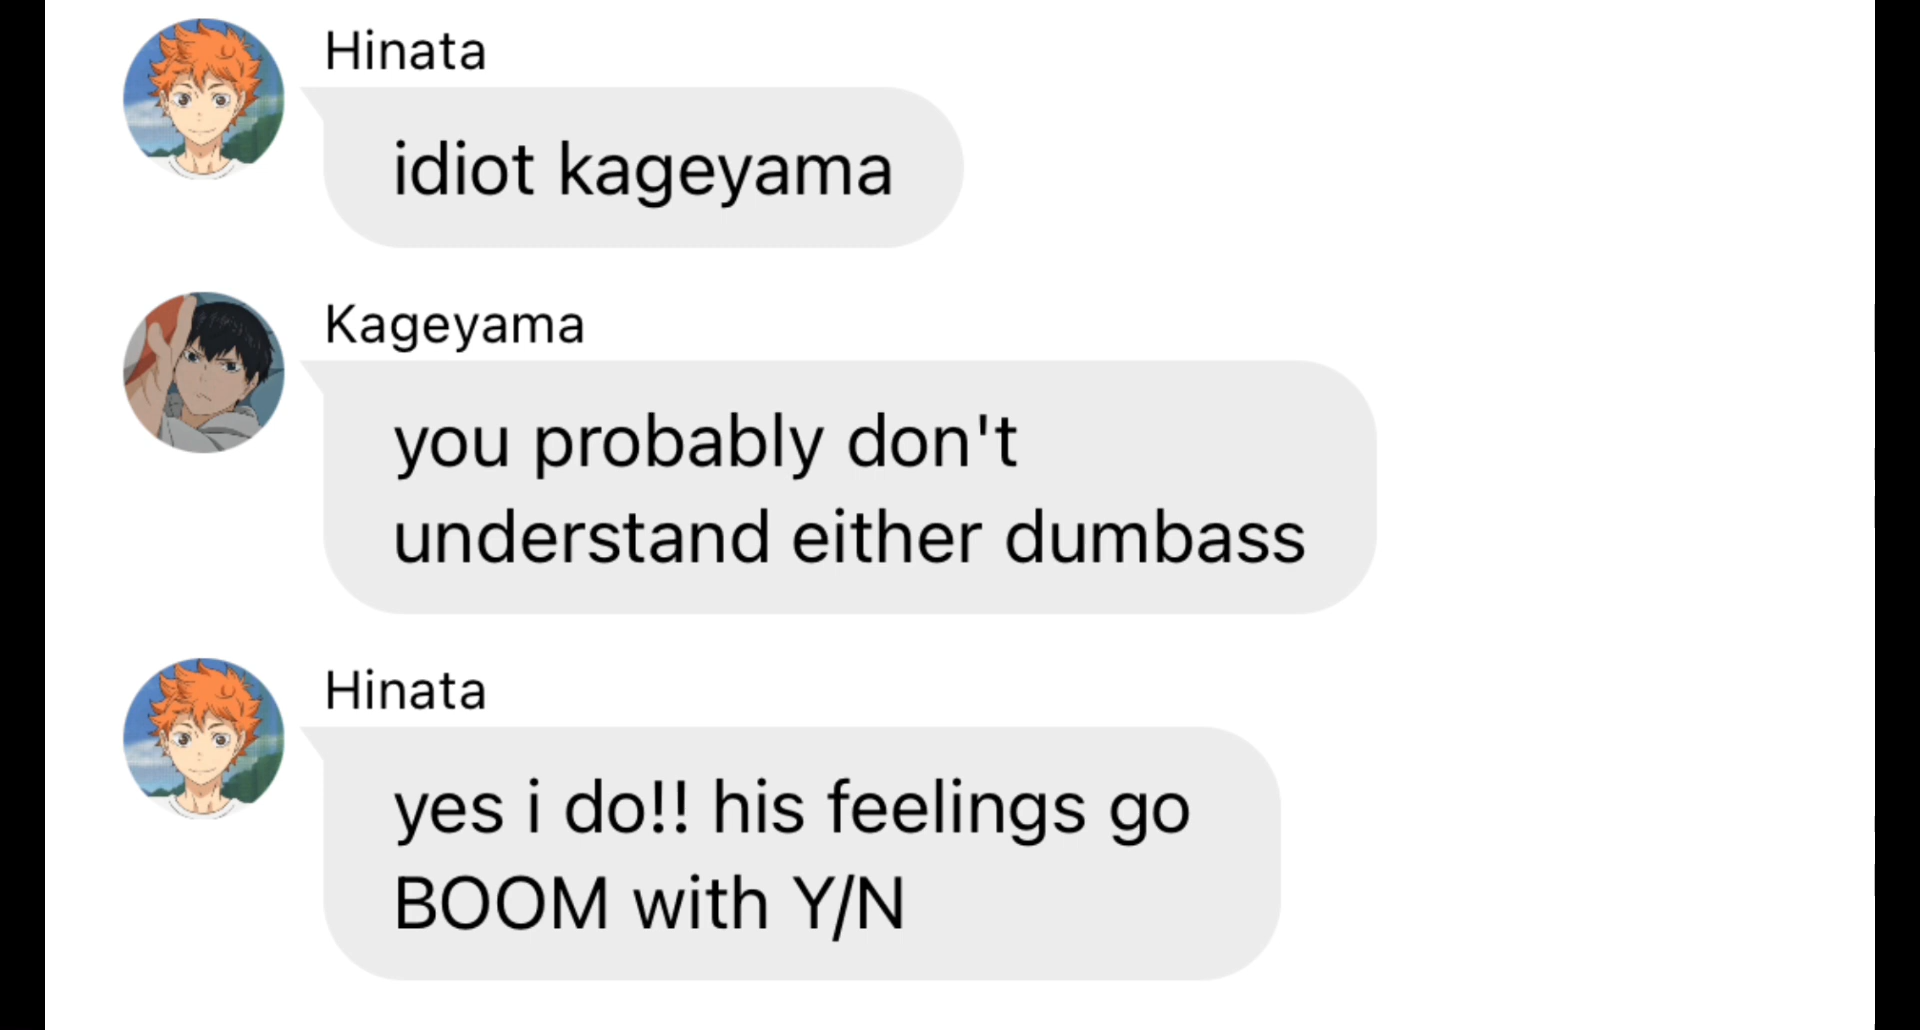 Hinata
idiot kageyama
Kageyama
you probably don't
understand either dumbass
Hinata
yes i do!! his feelings go
BOOM with Y/N